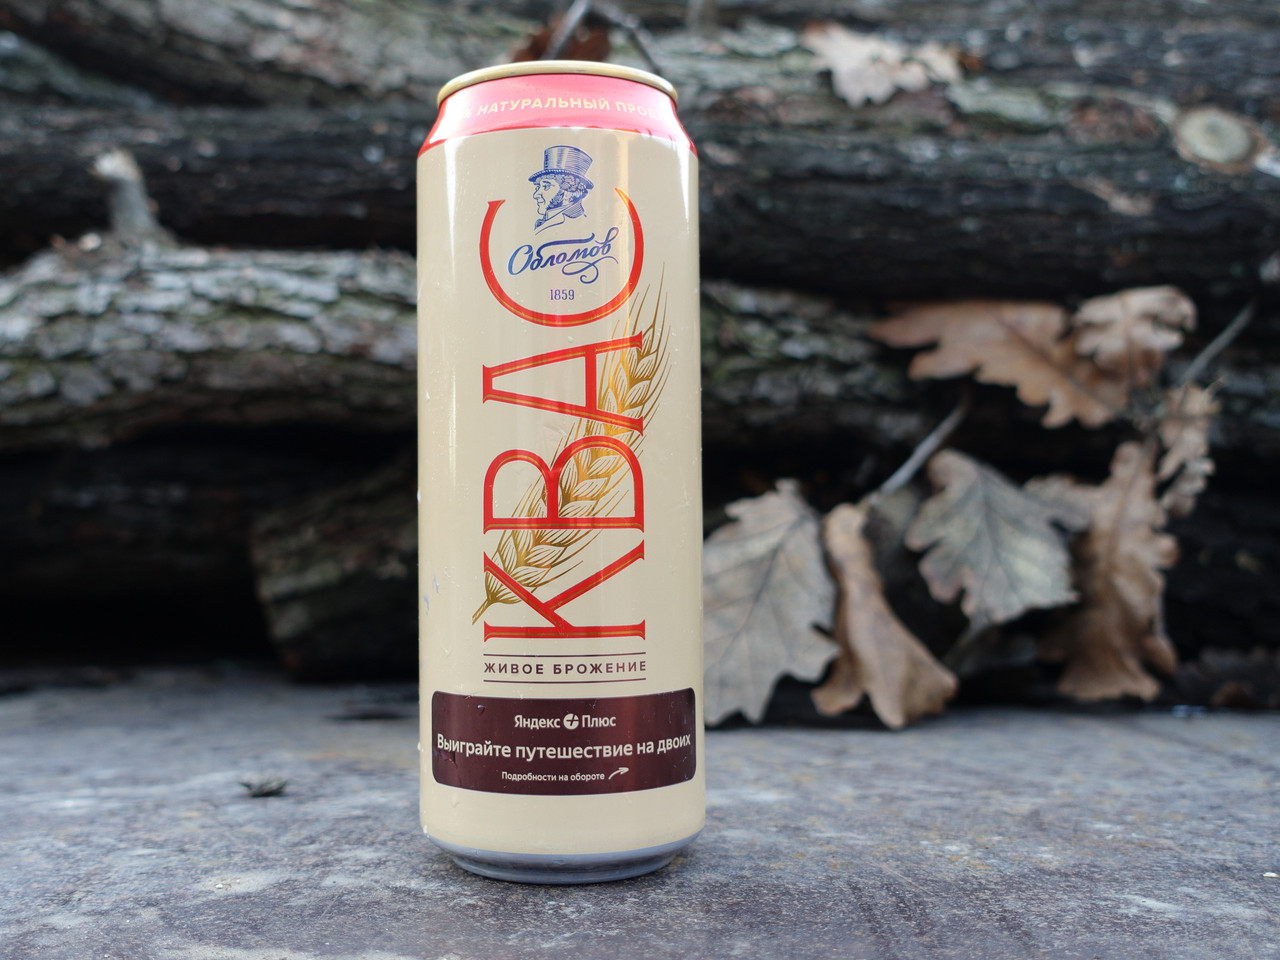 НАТУРАЛЬНЫЙ
Обломов
1859
КВАС
ЖИВОЕ БРОЖЕНИЕ
Яндекс Плюс
Выиграйте путешествие на двоих
Подробности на обороте